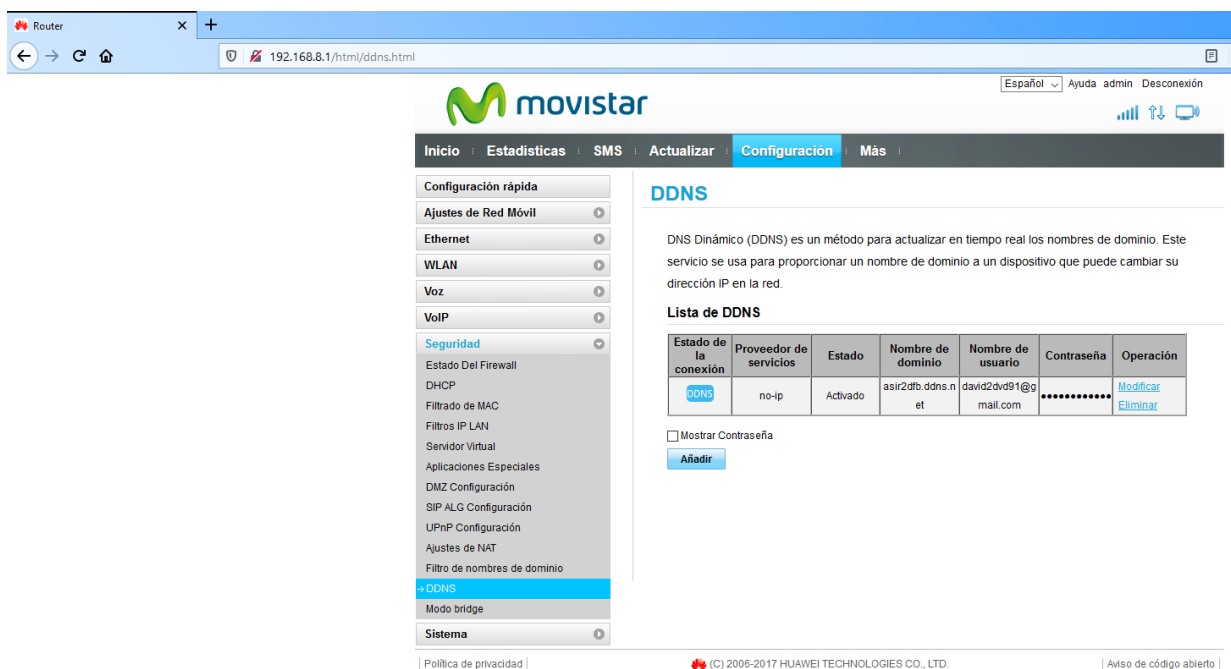 Router
192.168.8.1/html/ddns.html
movistar
Español Ayuda admin Desconexión
Inicio Estadísticas SMS Actualizar Configuración Más
Configuración rápida
Ajustes de Red Móvil
Ethernet
WLAN
Voz
VoIP
Seguridad
Estado Del Firewall
DHCP
Filtrado de MAC
Filtros IP LAN
Servidor Virtual
Aplicaciones Especiales
DMZ Configuración
SIP ALG Configuración
UPnP Configuración
Ajustes de NAT
Filtro de nombres de dominio
→DDNS
Modo bridge
Sistema
DDNS
DNS Dinámico (DDNS) es un método para actualizar en tiempo real los nombres de dominio. Este
servicio se usa para proporcionar un nombre de dominio a un dispositivo que puede cambiar su
dirección IP en la red.
Lista de DDNS
Estado de la conexión Proveedor de servicios Estado Nombre de dominio Nombre de usuario Contraseña Operación
DDNS no-ip Activado asir2dfb.ddns.net david2dvd91@gmail.com •••••••••••• Modificar Eliminar
Mostrar Contraseña
Añadir
Política de privacidad (C) 2006-2017 HUAWEI TECHNOLOGIES CO., LTD. Aviso de código abierto